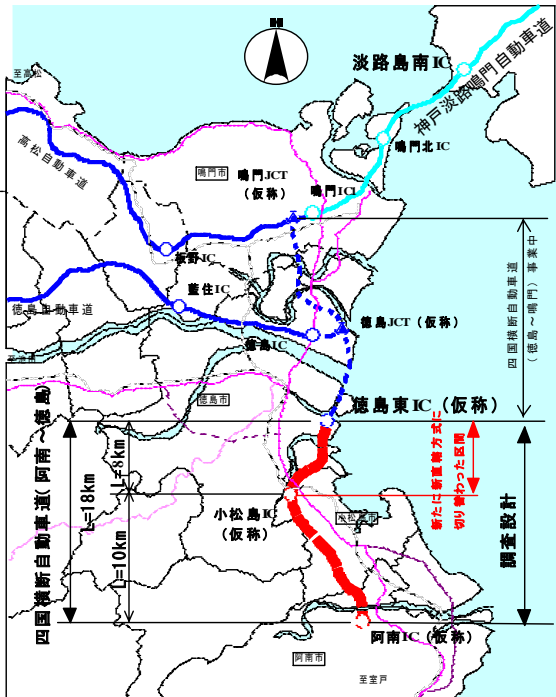 淡路島南IC
至高松
神戸淡路鳴門自動車道
鳴門北IC
高松自動車道
鳴門市
鳴門JCT
(仮称)
鳴門IC
板野IC
藍住IC
徳島自動車道
徳島IC
徳島JCT(仮称)
四国横断自動車道
(徳島~鳴門)事業中
徳島市
徳島東IC(仮称)
四国横断自動車道(阿南~徳島)
L=18km
L=8km
L=10km
新たに新直轄方式に
切り替わった区間
調査設計
小松島IC
(仮称)
小松島市
阿南IC(仮称)
阿南市
至室戸